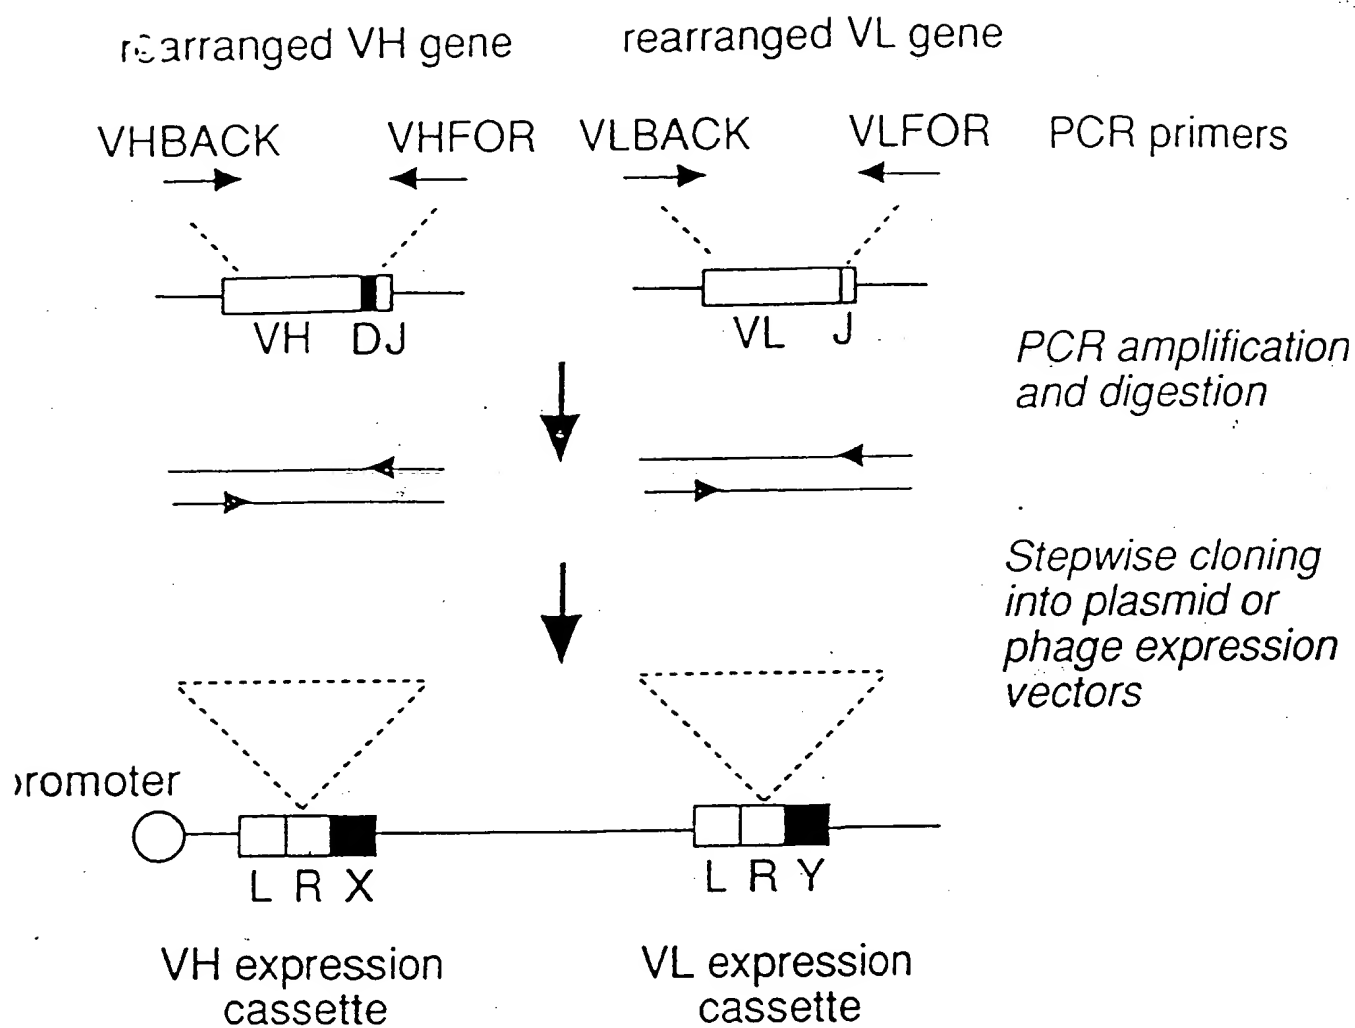 rearranged VH gene rearranged VL gene
VHBACK VHFOR VLBACK VLFOR PCR primers
VH DJ VL J
PCR amplification
and digestion
Stepwise cloning
into plasmid or
phage expression
vectors
promoter
L R X L R Y
VH expression VL expression
cassette cassette